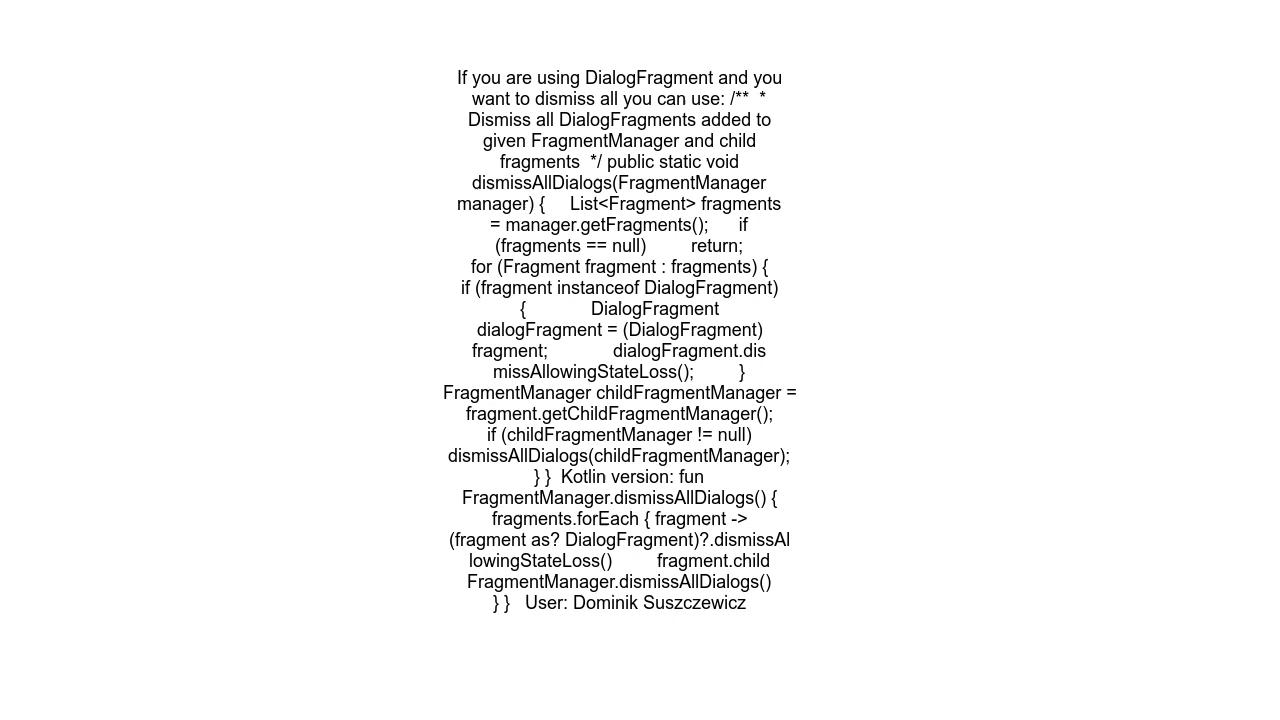 If you are using DialogFragment and you
want to dismiss all you can use: /**  *
Dismiss all DialogFragments added to
given FragmentManager and child
fragments  */ public static void
dismissAllDialogs(FragmentManager
manager) {     List<Fragment> fragments
= manager.getFragments();      if
(fragments == null)         return;
for (Fragment fragment : fragments) {
if (fragment instanceof DialogFragment)
{             DialogFragment
dialogFragment = (DialogFragment)
fragment;             dialogFragment.dis
missAllowingStateLoss();         }
FragmentManager childFragmentManager =
fragment.getChildFragmentManager();
if (childFragmentManager != null)
dismissAllDialogs(childFragmentManager);
} }  Kotlin version: fun
FragmentManager.dismissAllDialogs() {
fragments.forEach { fragment ->
(fragment as? DialogFragment)?.dismissAl
lowingStateLoss()         fragment.child
FragmentManager.dismissAllDialogs()
} }   User: Dominik Suszczewicz